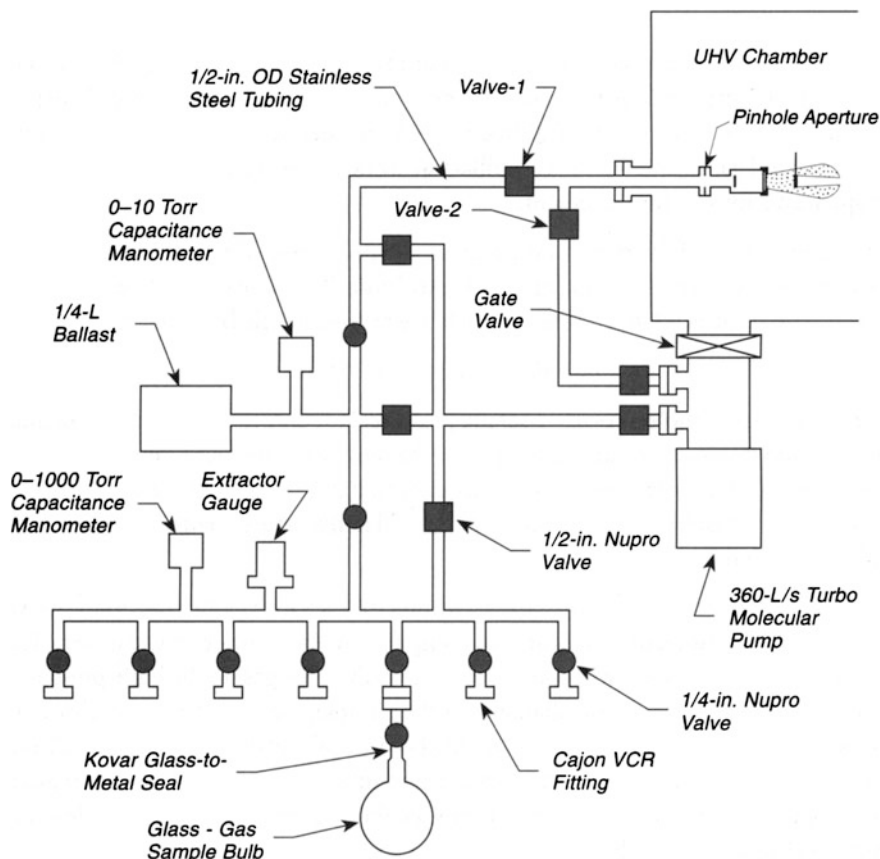 UHV Chamber
1/2-in. OD Stainless
Steel Tubing
Valve-1
Pinhole Aperture
0–10 Torr
Capacitance
Manometer
Valve-2
1/4-L
Ballast
Gate
Valve
0–1000 Torr
Capacitance
Manometer
Extractor
Gauge
1/2-in. Nupro
Valve
360-L/s Turbo
Molecular
Pump
1/4-in. Nupro
Valve
Kovar Glass-to-
Metal Seal
Cajon VCR
Fitting
Glass - Gas
Sample Bulb